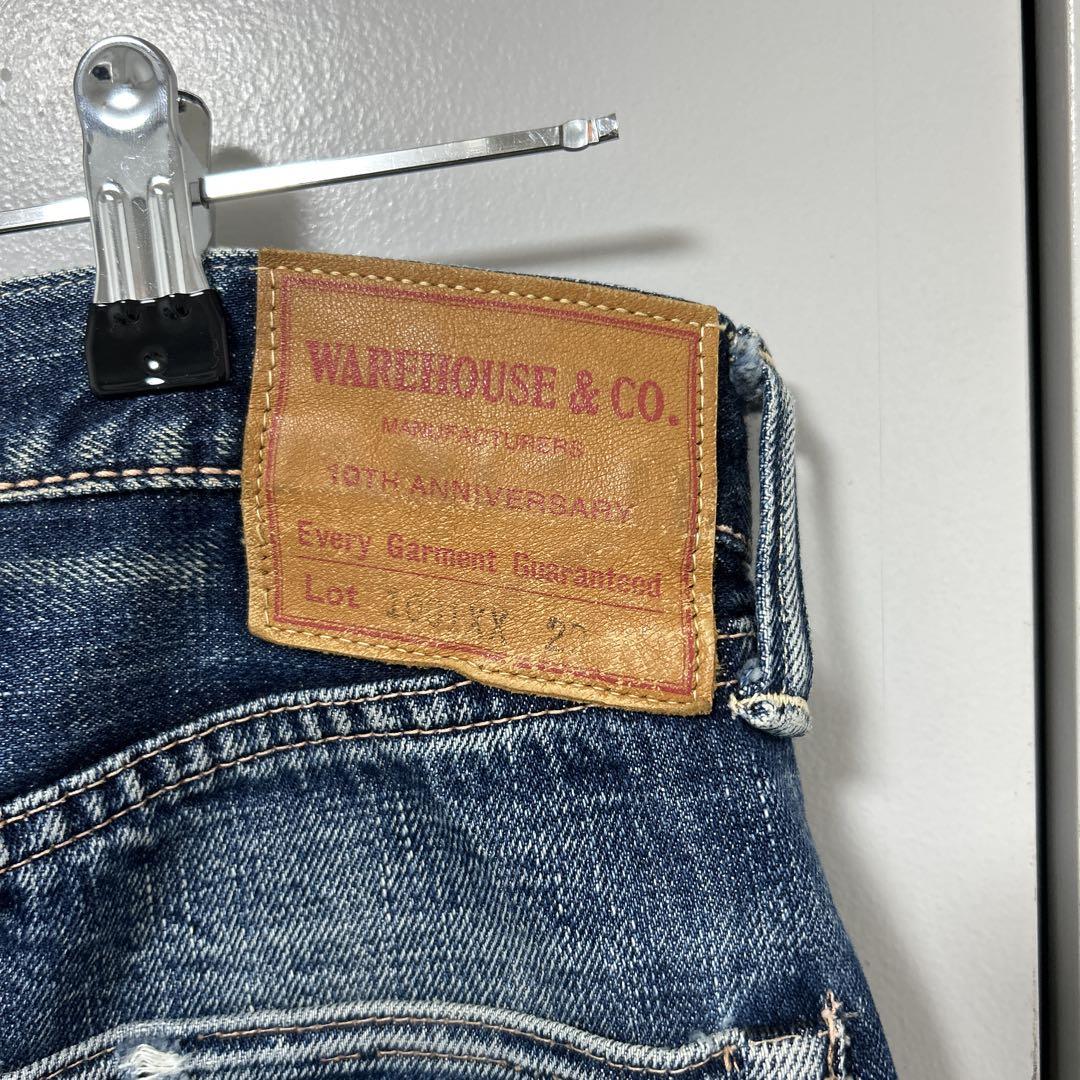 WAREHOUSE & CO.
MANUFACTURERS
10TH ANNIVERSARY
Every Garment Guaranteed
Lot